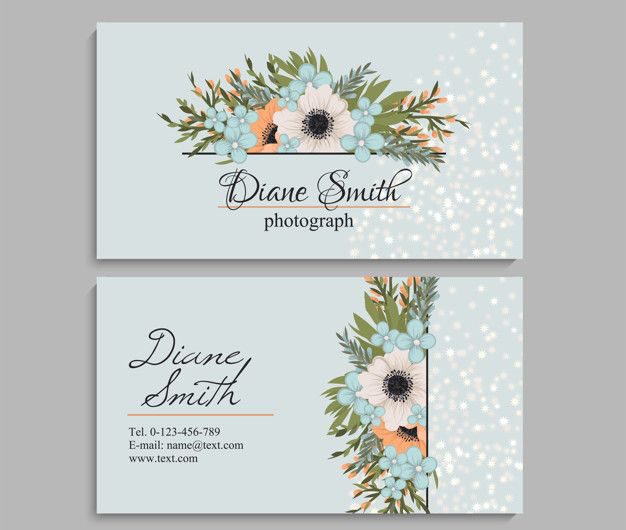 Diane Smith
photograph
Diane
Smith
Tel. 0-123-456-789
E-mail: name@text.com
www.text.com